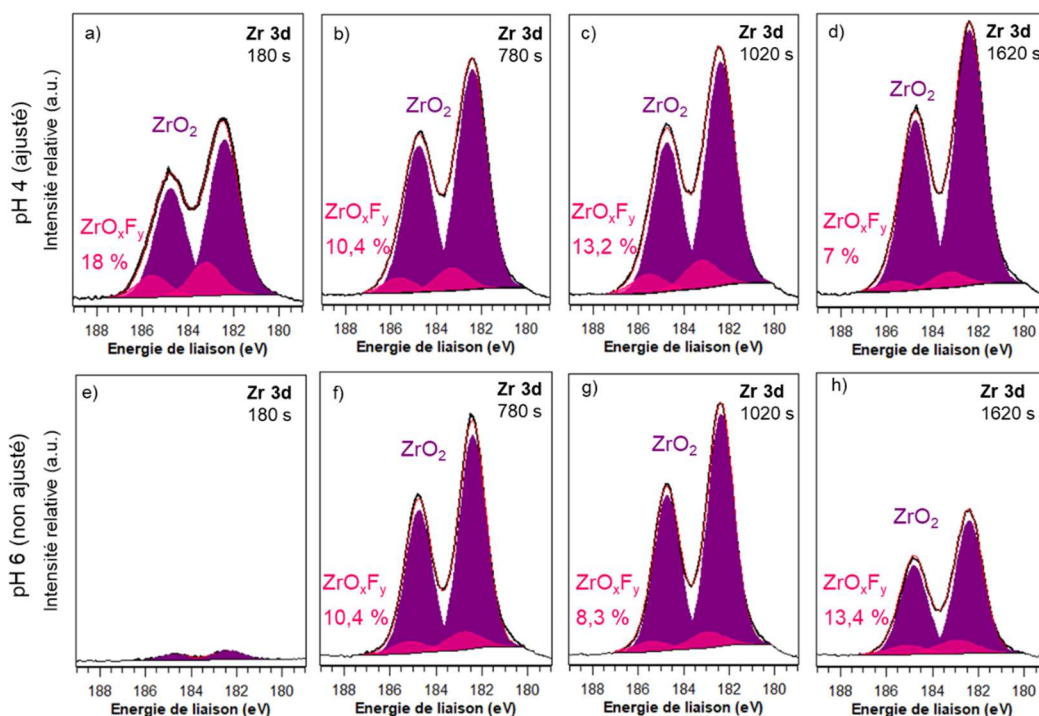 pH 4 (ajusté)
Intensité relative (a.u.)
a)
Zr 3d
180 s
ZrO2
ZrOxFy
18 %
188 186 184 182 180
Energie de liaison (eV)
b)
Zr 3d
780 s
ZrO2
ZrOxFy
10,4 %
188 186 184 182 180
Energie de liaison (eV)
c)
Zr 3d
1020 s
ZrO2
ZrOxFy
13,2 %
188 186 184 182 180
Energie de liaison (eV)
d)
Zr 3d
1620 s
ZrO2
ZrOxFy
7 %
188 186 184 182 180
Energie de liaison (eV)
pH 6 (non ajusté)
Intensité relative (a.u.)
e)
Zr 3d
180 s
188 186 184 182 180
Energie de liaison (eV)
f)
Zr 3d
780 s
ZrO2
ZrOxFy
10,4 %
188 186 184 182 180
Energie de liaison (eV)
g)
Zr 3d
1020 s
ZrO2
ZrOxFy
8,3 %
188 186 184 182 180
Energie de liaison (eV)
h)
Zr 3d
1620 s
ZrO2
ZrOxFy
13,4 %
188 186 184 182 180
Energie de liaison (eV)